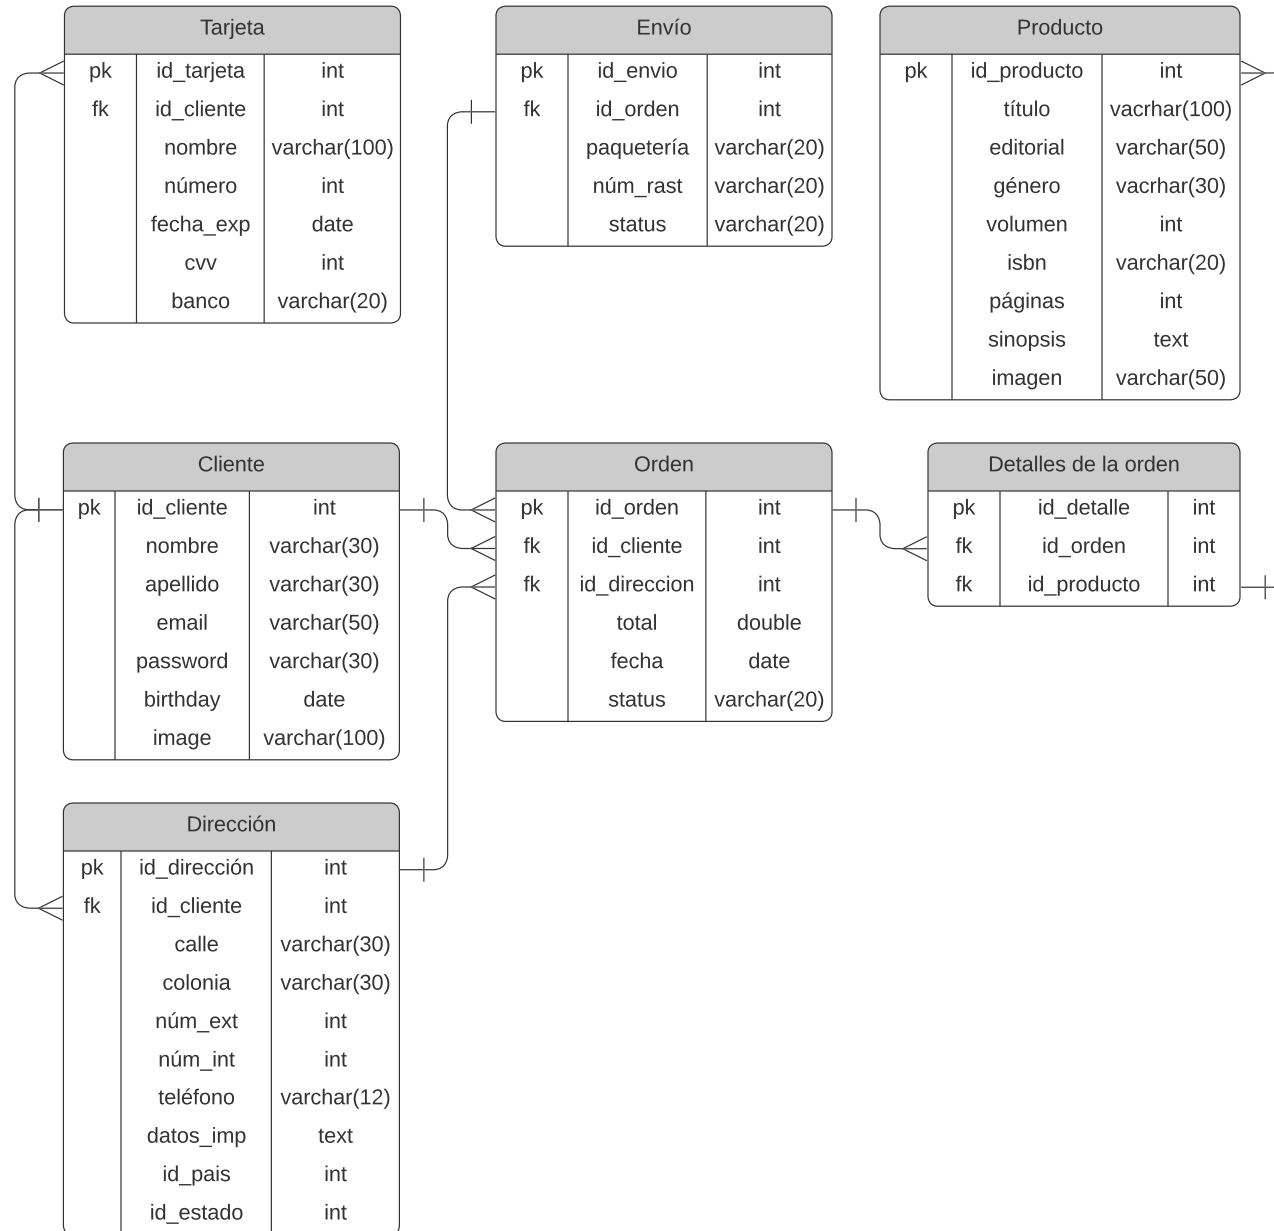 Tarjeta
pk id_tarjeta int
fk id_cliente int
nombre varchar(100)
número int
fecha_exp date
cvv int
banco varchar(20)
Envío
pk id_envio int
fk id_orden int
paquetería varchar(20)
núm_rast varchar(20)
status varchar(20)
Producto
pk id_producto int
título vacrhar(100)
editorial varchar(50)
género vacrhar(30)
volumen int
isbn varchar(20)
páginas int
sinopsis text
imagen varchar(50)
Cliente
pk id_cliente int
nombre varchar(30)
apellido varchar(30)
email varchar(50)
password varchar(30)
birthday date
image varchar(100)
Orden
pk id_orden int
fk id_cliente int
fk id_direccion int
total double
fecha date
status varchar(20)
Detalles de la orden
pk id_detalle int
fk id_orden int
fk id_producto int
Dirección
pk id_dirección int
fk id_cliente int
calle varchar(30)
colonia varchar(30)
núm_ext int
núm_int int
teléfono varchar(12)
datos_imp text
id_pais int
id_estado int